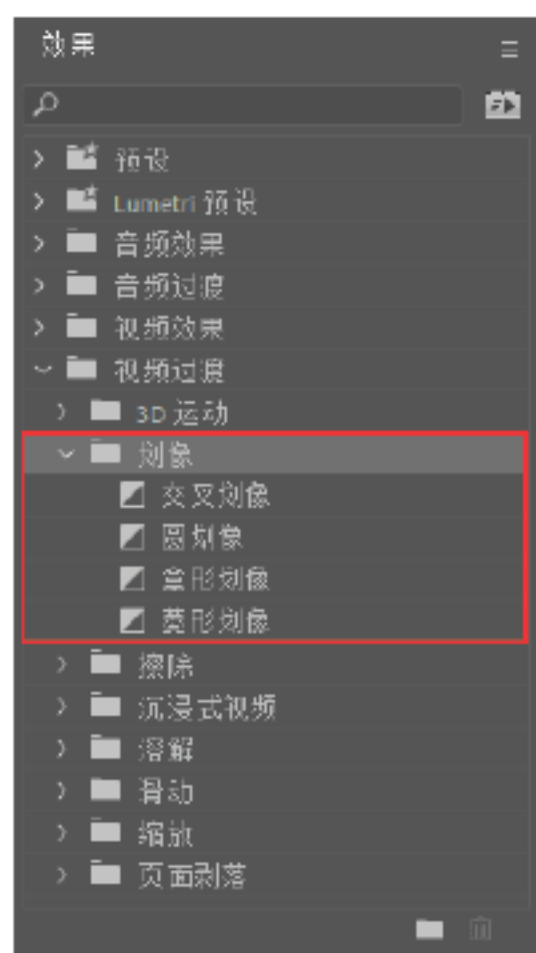 效果
预设
Lumetri 预设
音频效果
音频过渡
视频效果
视频过渡
3D 运动
划像
交叉划像
圆划像
盒形划像
菱形划像
擦除
沉浸式视频
溶解
滑动
缩放
页面剥落